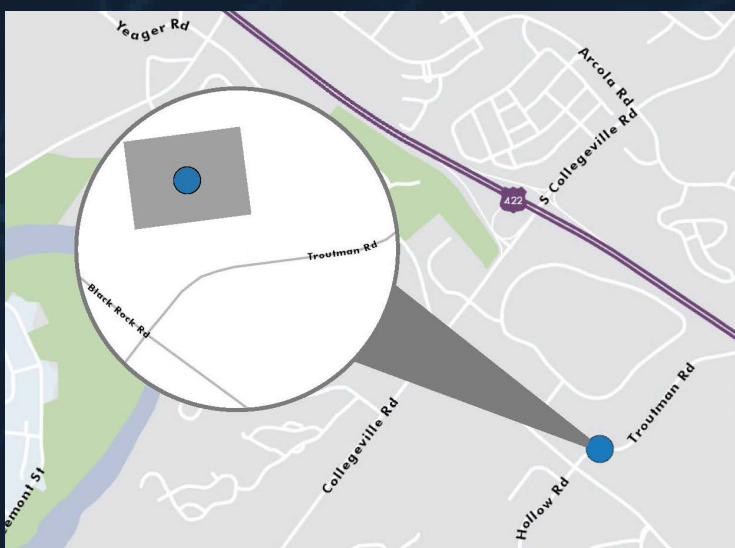 Yeager Rd
Arcola Rd
S Collegeville Rd
422
Troutman Rd
Black Rock Rd
Troutman Rd
Collegeville Rd
Hollow Rd
emont St